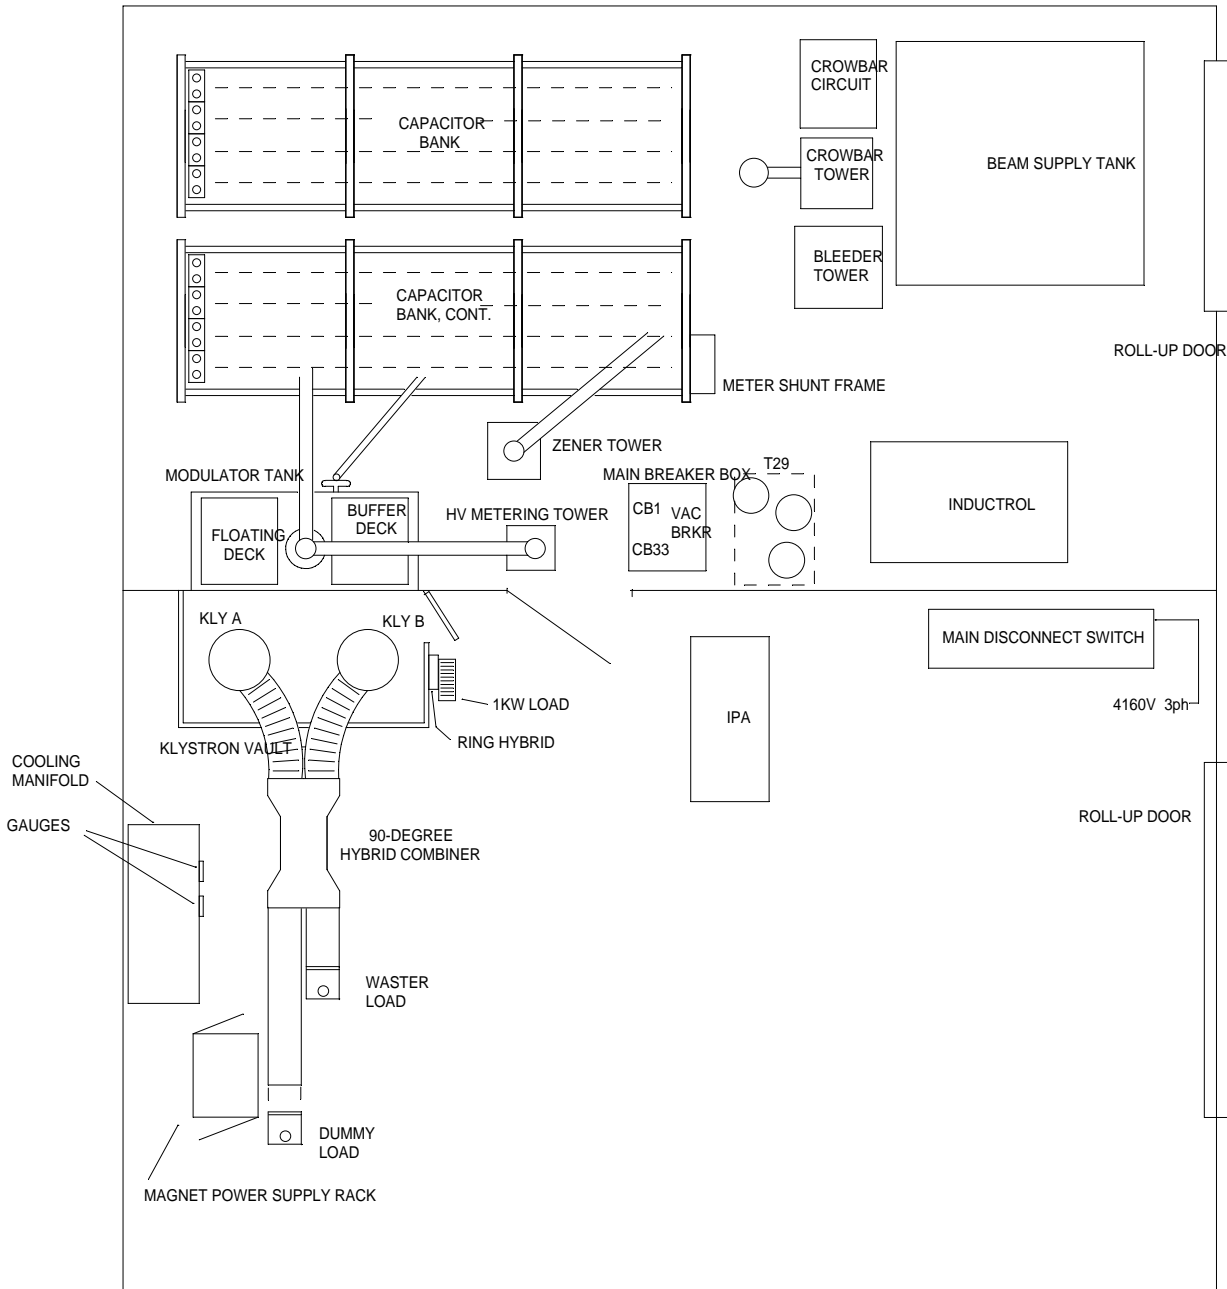 CROWBAR
CIRCUIT
CAPACITOR
BANK
CROWBAR
TOWER
BEAM SUPPLY TANK
BLEEDER
TOWER
CAPACITOR
BANK, CONT.
ROLL-UP DOOR
METER SHUNT FRAME
ZENER TOWER
MODULATOR TANK
MAIN BREAKER BOX
T29
INDUCTROL
BUFFER
DECK
HV METERING TOWER
CB1
VAC
BRKR
CB33
FLOATING
DECK
KLY A
KLY B
MAIN DISCONNECT SWITCH
4160V 3ph
1KW LOAD
IPA
RING HYBRID
KLYSTRON VAULT
COOLING
MANIFOLD
GAUGES
ROLL-UP DOOR
90-DEGREE
HYBRID COMBINER
WASTER
LOAD
DUMMY
LOAD
MAGNET POWER SUPPLY RACK